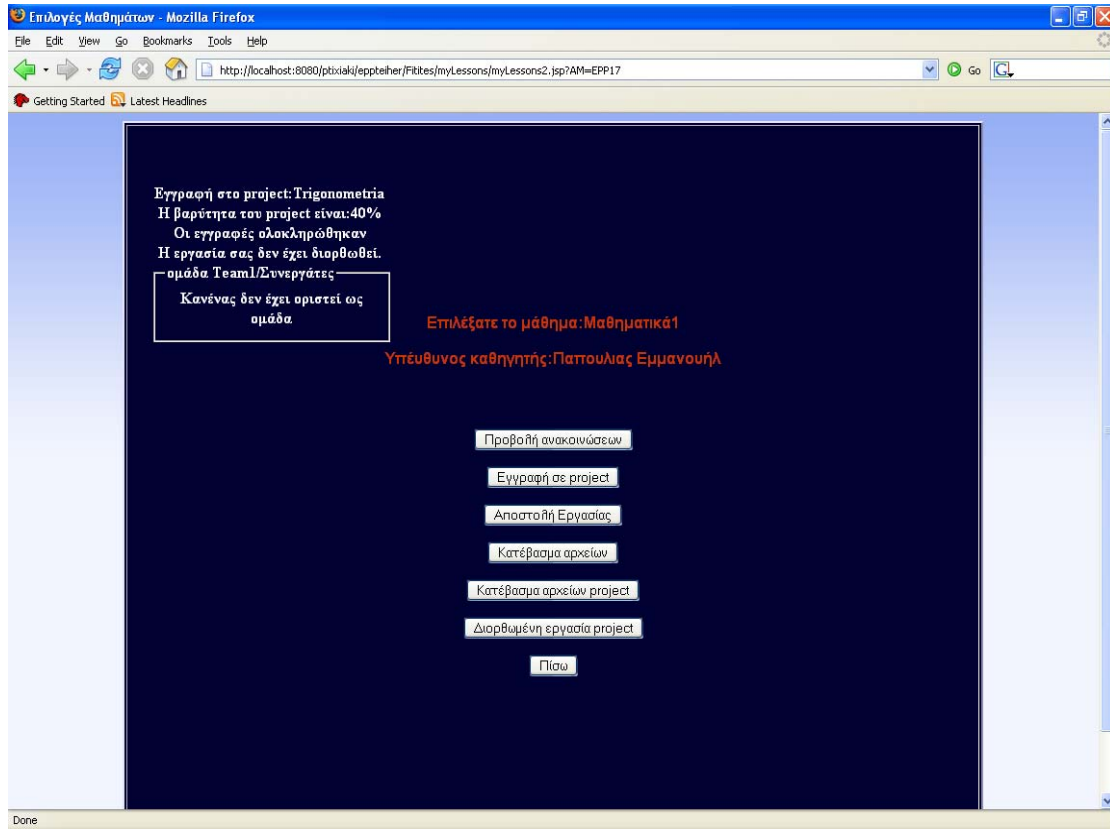 Επιλογές Μαθημάτων - Mozilla Firefox
File Edit View Go Bookmarks Tools Help
http://localhost:8080/ptixiaki/eppteiher/Fitites/myLessons/myLessons2.jsp?AM=EPP17
Go
Getting Started Latest Headlines
Εγγραφή στο project:Trigonometria
Η βαρύτητα του project είναι:40%
Οι εγγραφές ολοκληρώθηκαν
Η εργασία σας δεν έχει διορθωθεί.
ομάδα Team1/Συνεργάτες
Κανένας δεν έχει οριστεί ως
ομάδα
Επιλέξατε το μάθημα:Μαθηματικά1
Υπέυθυνος καθηγητής:Παπουλιας Εμμανουήλ
Προβολή ανακοινώσεων
Εγγραφή σε project
Αποστολή Εργασίας
Κατέβασμα αρχείων
Κατέβασμα αρχείων project
Διορθωμένη εργασία project
Πίσω
Done